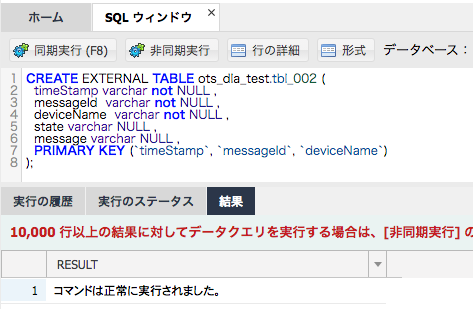 ホーム SQL ウィンドウ ×
同期実行 (F8) 非同期実行 行の詳細 形式 データベース：
1 CREATE EXTERNAL TABLE ots_dla_test.tbl_002 (
2 timeStamp varchar not NULL ,
3 messageId  varchar not NULL ,
4 deviceName  varchar not NULL ,
5 state varchar NULL ,
6 message varchar NULL ,
7 PRIMARY KEY (`timeStamp`, `messageId`, `deviceName`)
8 );
実行の履歴 実行のステータス 結果
10,000 行以上の結果に対してデータクエリを実行する場合は、[非同期実行] の
RESULT
1 コマンドは正常に実行されました。